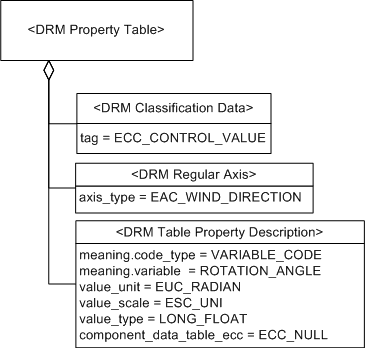 <DRM Property Table>
<DRM Classification Data>
tag = ECC_CONTROL_VALUE
<DRM Regular Axis>
axis_type = EAC_WIND_DIRECTION
<DRM Table Property Description>
meaning.code_type = VARIABLE_CODE
meaning.variable = ROTATION_ANGLE
value_unit = EUC_RADIAN
value_scale = ESC_UNI
value_type = LONG_FLOAT
component_data_table_ecc = ECC_NULL